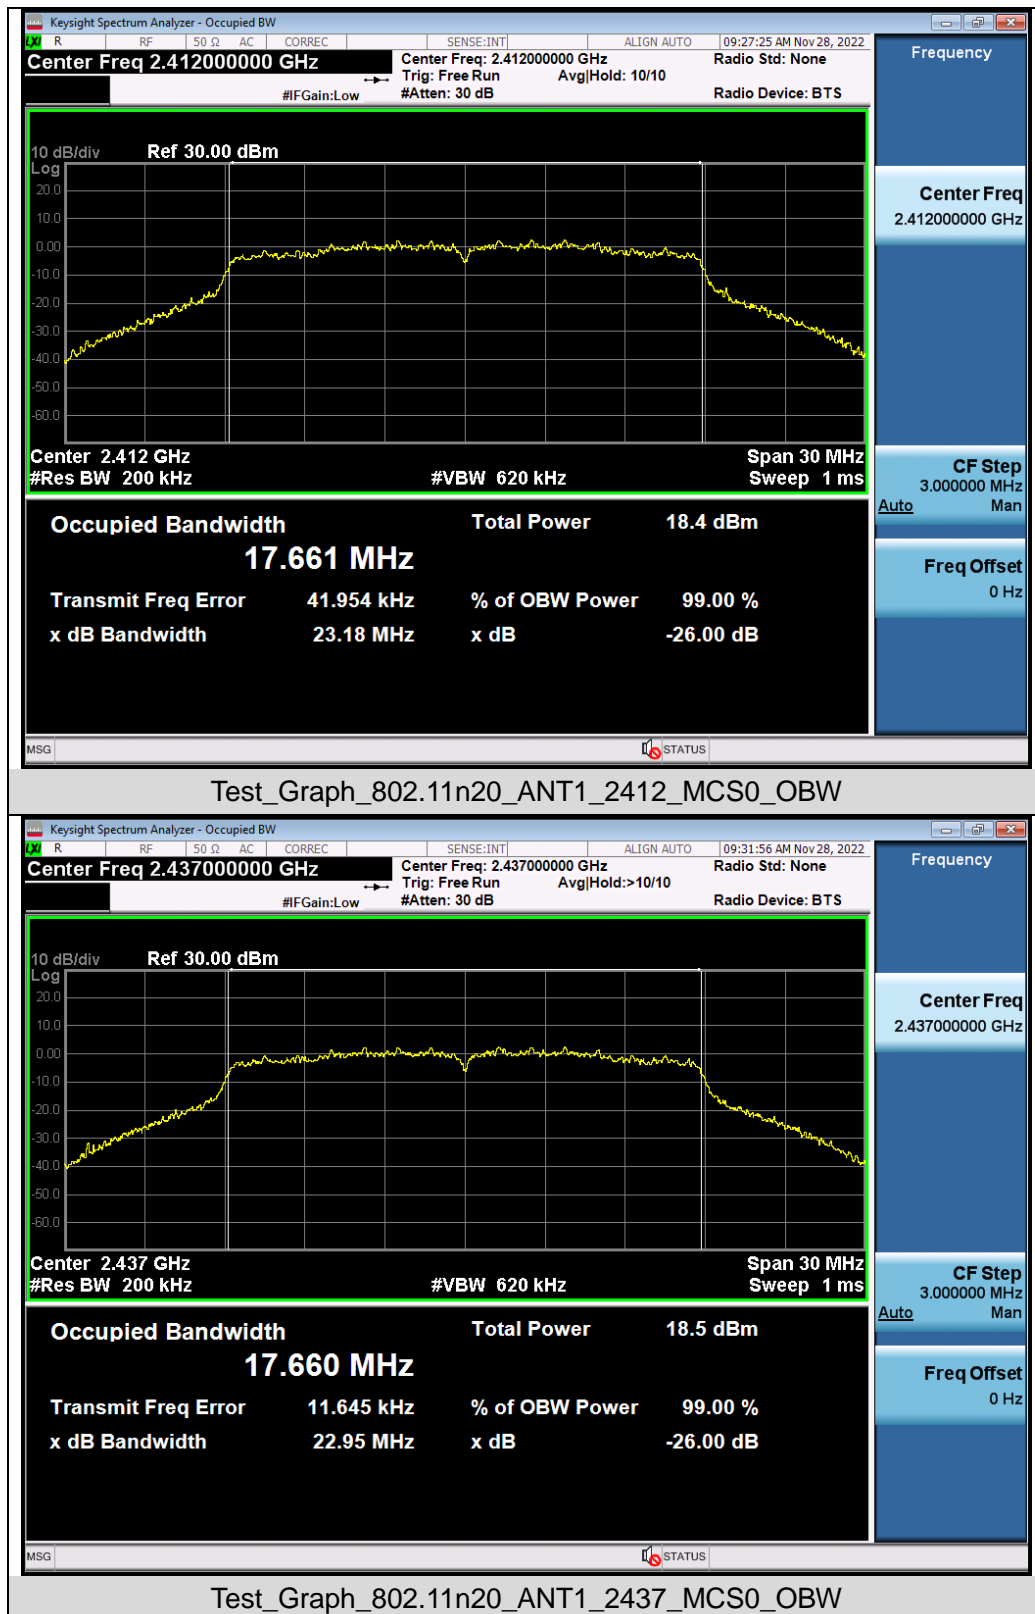 Keysight Spectrum Analyzer - Occupied BW
LXI R RF 50 Ω AC CORREC SENSE:INT ALIGN AUTO 09:27:25 AM Nov 28, 2022
Center Freq 2.412000000 GHz
Center Freq: 2.412000000 GHz
Radio Std: None
Trig: Free Run Avg|Hold: 10/10
#IFGain:Low
#Atten: 30 dB
Radio Device: BTS
Frequency
10 dB/div Ref 30.00 dBm
Log
20.0
10.0
0.00
-10.0
-20.0
-30.0
-40.0
-50.0
-60.0
Center 2.412 GHz Span 30 MHz
#Res BW 200 kHz #VBW 620 kHz Sweep 1 ms
Center Freq
2.412000000 GHz
CF Step
3.000000 MHz
Auto Man
Freq Offset
0 Hz
Occupied Bandwidth Total Power 18.4 dBm
17.661 MHz
Transmit Freq Error 41.954 kHz % of OBW Power 99.00 %
x dB Bandwidth 23.18 MHz x dB -26.00 dB
MSG STATUS
Test_Graph_802.11n20_ANT1_2412_MCS0_OBW
Keysight Spectrum Analyzer - Occupied BW
LXI R RF 50 Ω AC CORREC SENSE:INT ALIGN AUTO 09:31:56 AM Nov 28, 2022
Center Freq 2.437000000 GHz
Center Freq: 2.437000000 GHz
Radio Std: None
Trig: Free Run Avg|Hold:>10/10
#IFGain:Low
#Atten: 30 dB
Radio Device: BTS
Frequency
10 dB/div Ref 30.00 dBm
Log
20.0
10.0
0.00
-10.0
-20.0
-30.0
-40.0
-50.0
-60.0
Center 2.437 GHz Span 30 MHz
#Res BW 200 kHz #VBW 620 kHz Sweep 1 ms
Center Freq
2.437000000 GHz
CF Step
3.000000 MHz
Auto Man
Freq Offset
0 Hz
Occupied Bandwidth Total Power 18.5 dBm
17.660 MHz
Transmit Freq Error 11.645 kHz % of OBW Power 99.00 %
x dB Bandwidth 22.95 MHz x dB -26.00 dB
MSG STATUS
Test_Graph_802.11n20_ANT1_2437_MCS0_OBW